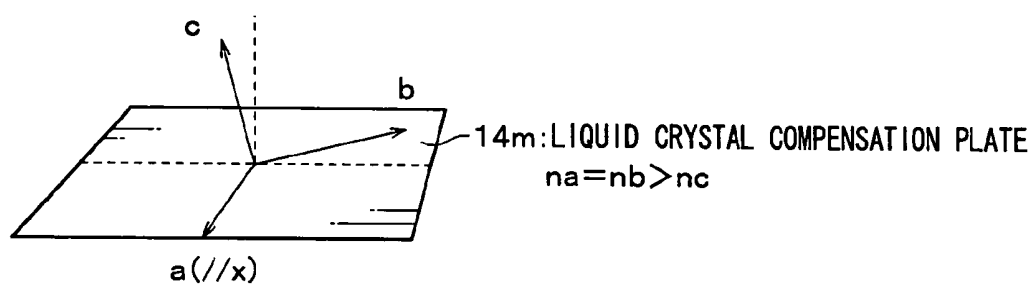 c
b
14m:LIQUID CRYSTAL COMPENSATION PLATE
na=nb>nc
a(//x)